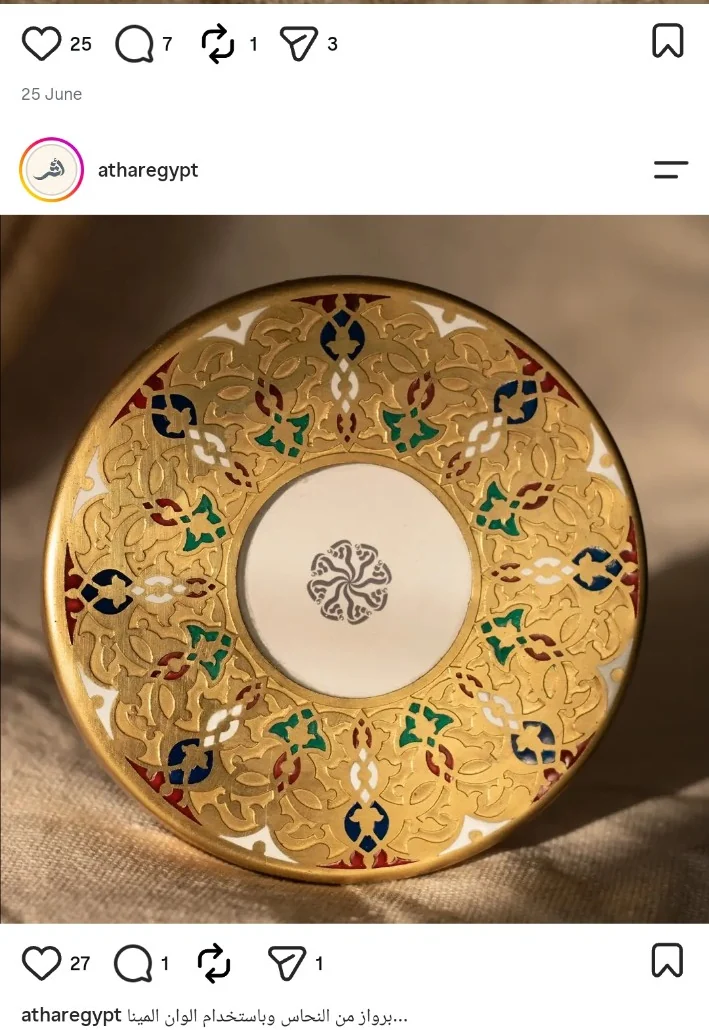 25 7 1 3
25 June
atharegypt
27 1 1
atharegypt برواز من النحاس وباستخدام الوان المينا...